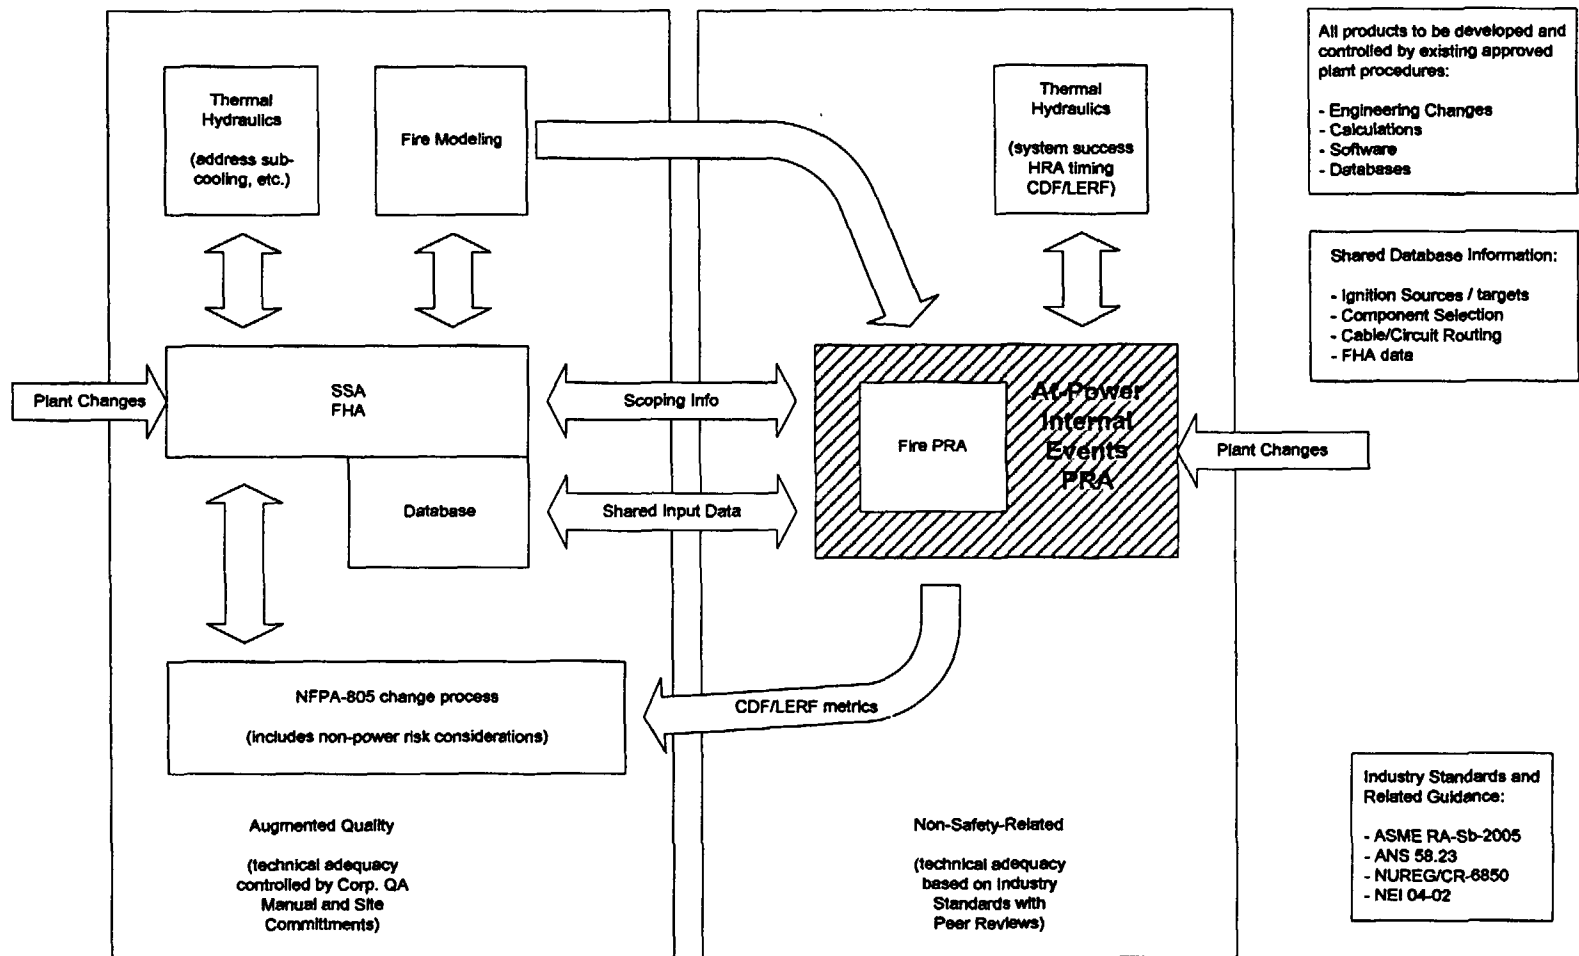 Thermal
Hydraulics
(address sub-
cooling, etc.)
Fire Modeling
Thermal
Hydraulics
(system success
HRA timing
CDF/LERF)
All products to be developed and
controlled by existing approved
plant procedures:
- Engineering Changes
- Calculations
- Software
- Databases
Shared Database Information:
- Ignition Sources / targets
- Component Selection
- Cable/Circuit Routing
- FHA data
Plant Changes
SSA
FHA
Scoping Info
Fire PRA
At-Power
Internal
Events
PRA
Plant Changes
Database
Shared Input Data
NFPA-805 change process
(includes non-power risk considerations)
CDF/LERF metrics
Augmented Quality
(technical adequacy
controlled by Corp. QA
Manual and Site
Committments)
Non-Safety-Related
(technical adequacy
based on Industry
Standards with
Peer Reviews)
Industry Standards and
Related Guidance:
- ASME RA-Sb-2005
- ANS 58.23
- NUREG/CR-6850
- NEI 04-02